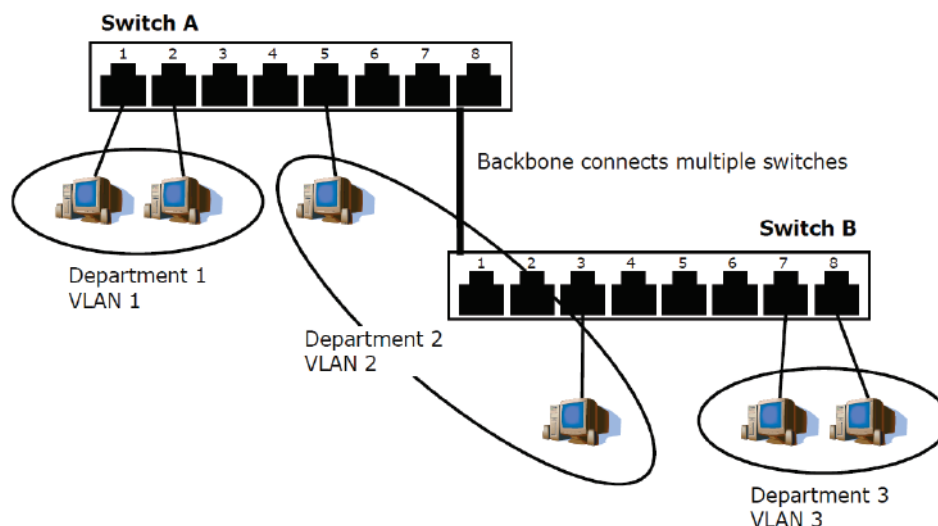 Switch A
1 2 3 4 5 6 7 8
Backbone connects multiple switches
Switch B
1 2 3 4 5 6 7 8
Department 1
VLAN 1
Department 2
VLAN 2
Department 3
VLAN 3